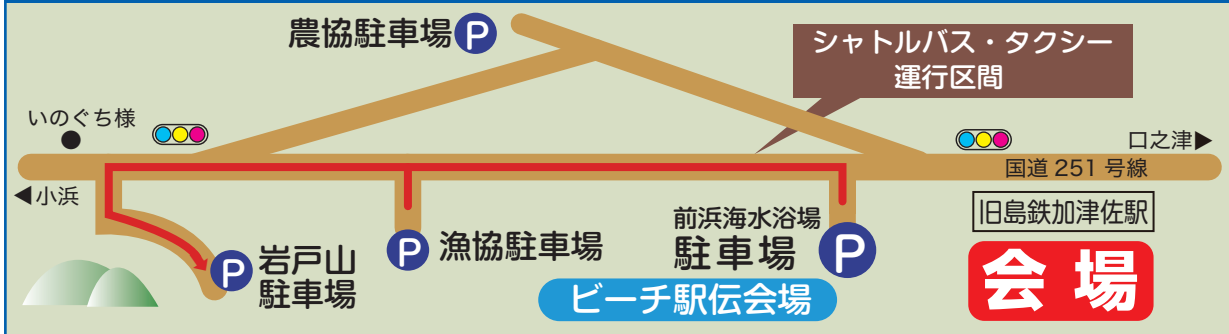 農協駐車場 P
シャトルバス・タクシー
運行区間
いのぐち様
口之津▶
国道 251 号線
◀小浜
旧島鉄加津佐駅
前浜海水浴場
駐車場 P
P 漁協駐車場
P 岩戸山
駐車場
ビーチ駅伝会場
会場